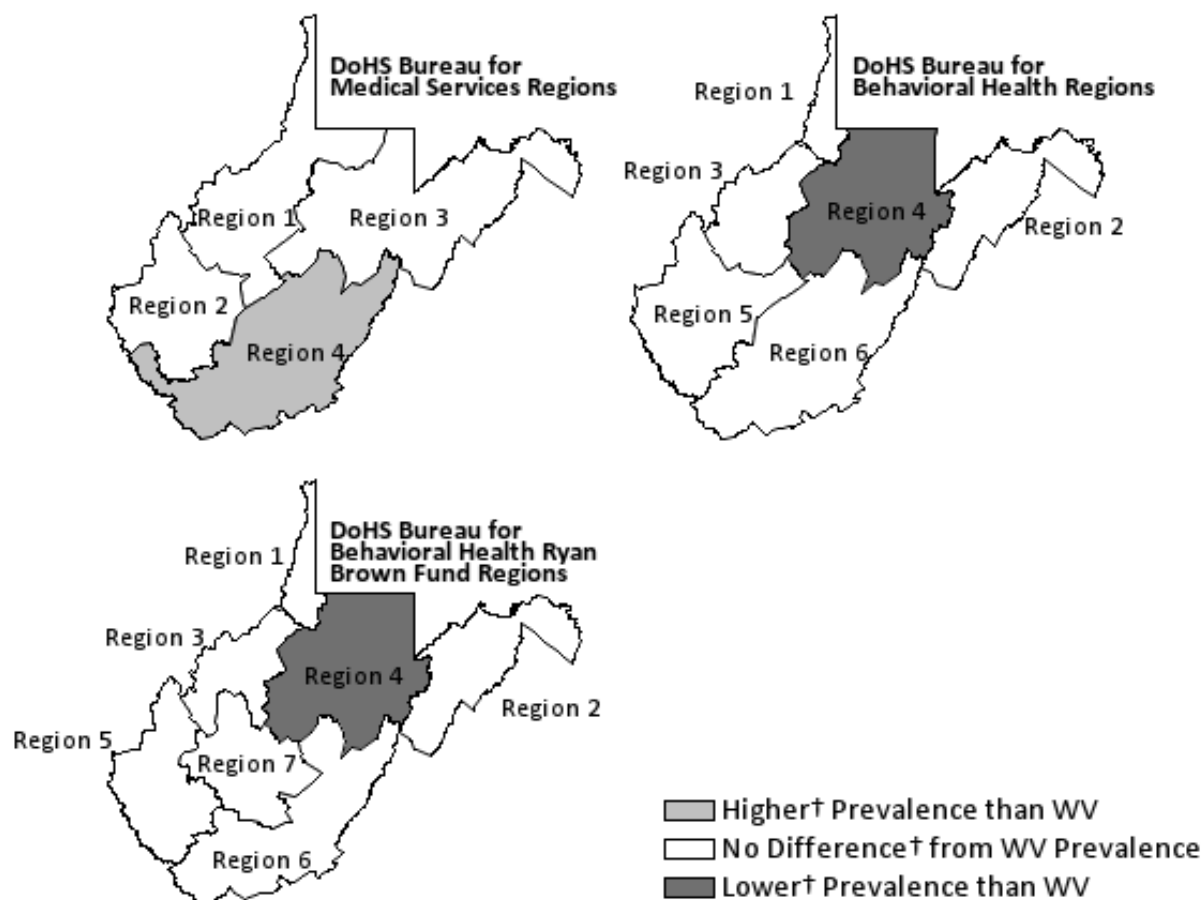 DoHS Bureau for
Medical Services Regions
Region 1
Region 3
Region 2
Region 4
DoHS Bureau for
Behavioral Health Regions
Region 1
Region 3
Region 4
Region 2
Region 5
Region 6
DoHS Bureau for
Behavioral Health Ryan
Brown Fund Regions
Region 1
Region 3
Region 4
Region 2
Region 5
Region 7
Region 6
Higher† Prevalence than WV
No Difference† from WV Prevalence
Lower† Prevalence than WV